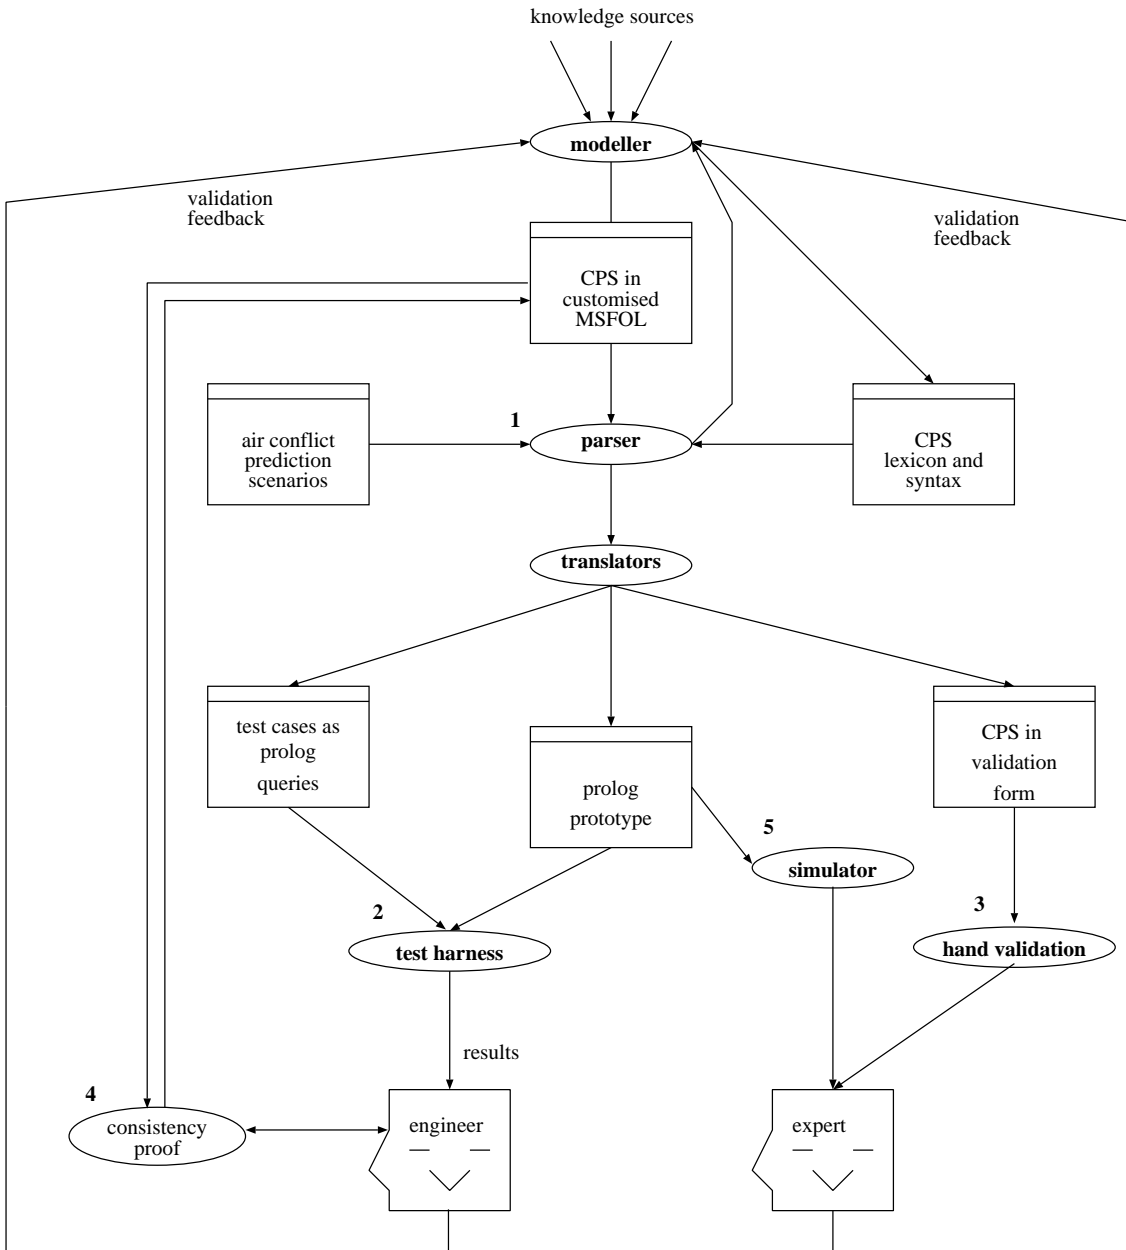 knowledge sources
modeller
validation
feedback
validation
feedback
CPS in
customised
MSFOL
1
air conflict
prediction
scenarios
parser
CPS
lexicon and
syntax
translators
test cases as
prolog
queries
prolog
prototype
CPS in
validation
form
5
simulator
2
test harness
3
hand validation
results
4
consistency
proof
engineer
expert